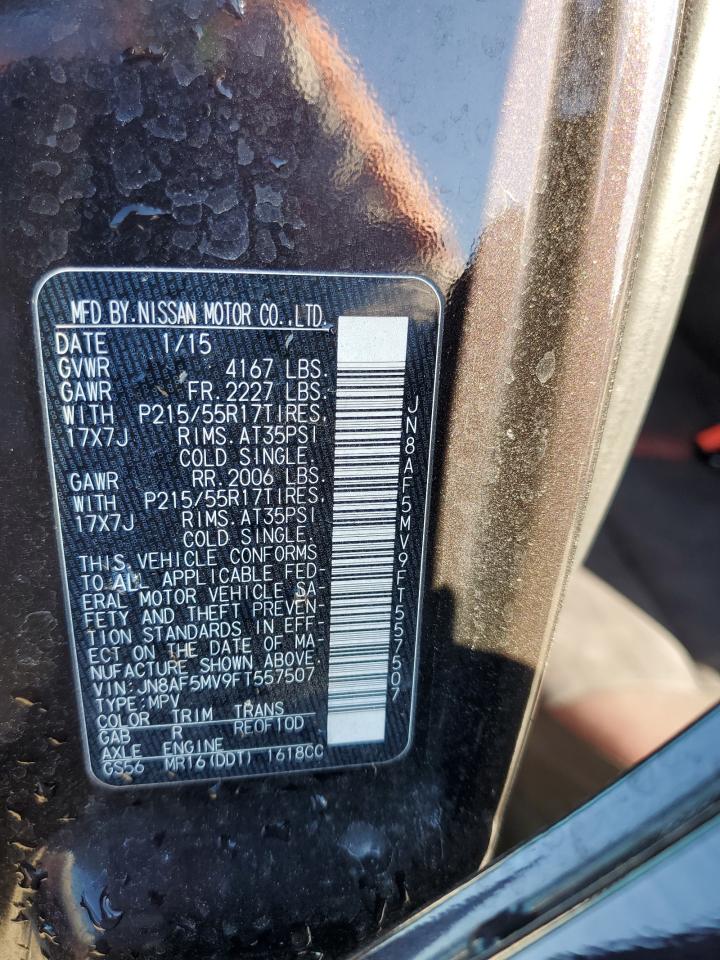 MFD BY.NISSAN MOTOR CO.,LTD.
DATE 1/15
GVWR 4167 LBS.
GAWR FR.2227 LBS.
WITH P215/55R17TIRES,
17X7J RIMS.AT35PSI
COLD SINGLE.
GAWR RR.2006 LBS.
WITH P215/55R17TIRES,
17X7J RIMS.AT35PSI
COLD SINGLE.
THIS VEHICLE CONFORMS
TO ALL APPLICABLE FED-
ERAL MOTOR VEHICLE SA
FETY AND THEFT PREVEN-
TION STANDARDS IN EFF-
ECT ON THE DATE OF MA-
NUFACTURE SHOWN ABOVE.
VIN:JN8AF5MV9FT557507
TYPE:MPV
COLOR TRIM TRANS
GAB R RE0F10D
AXLE ENGINE
GS56 MR16(DDT) 1618CC
JN8AF5MV9FT557507